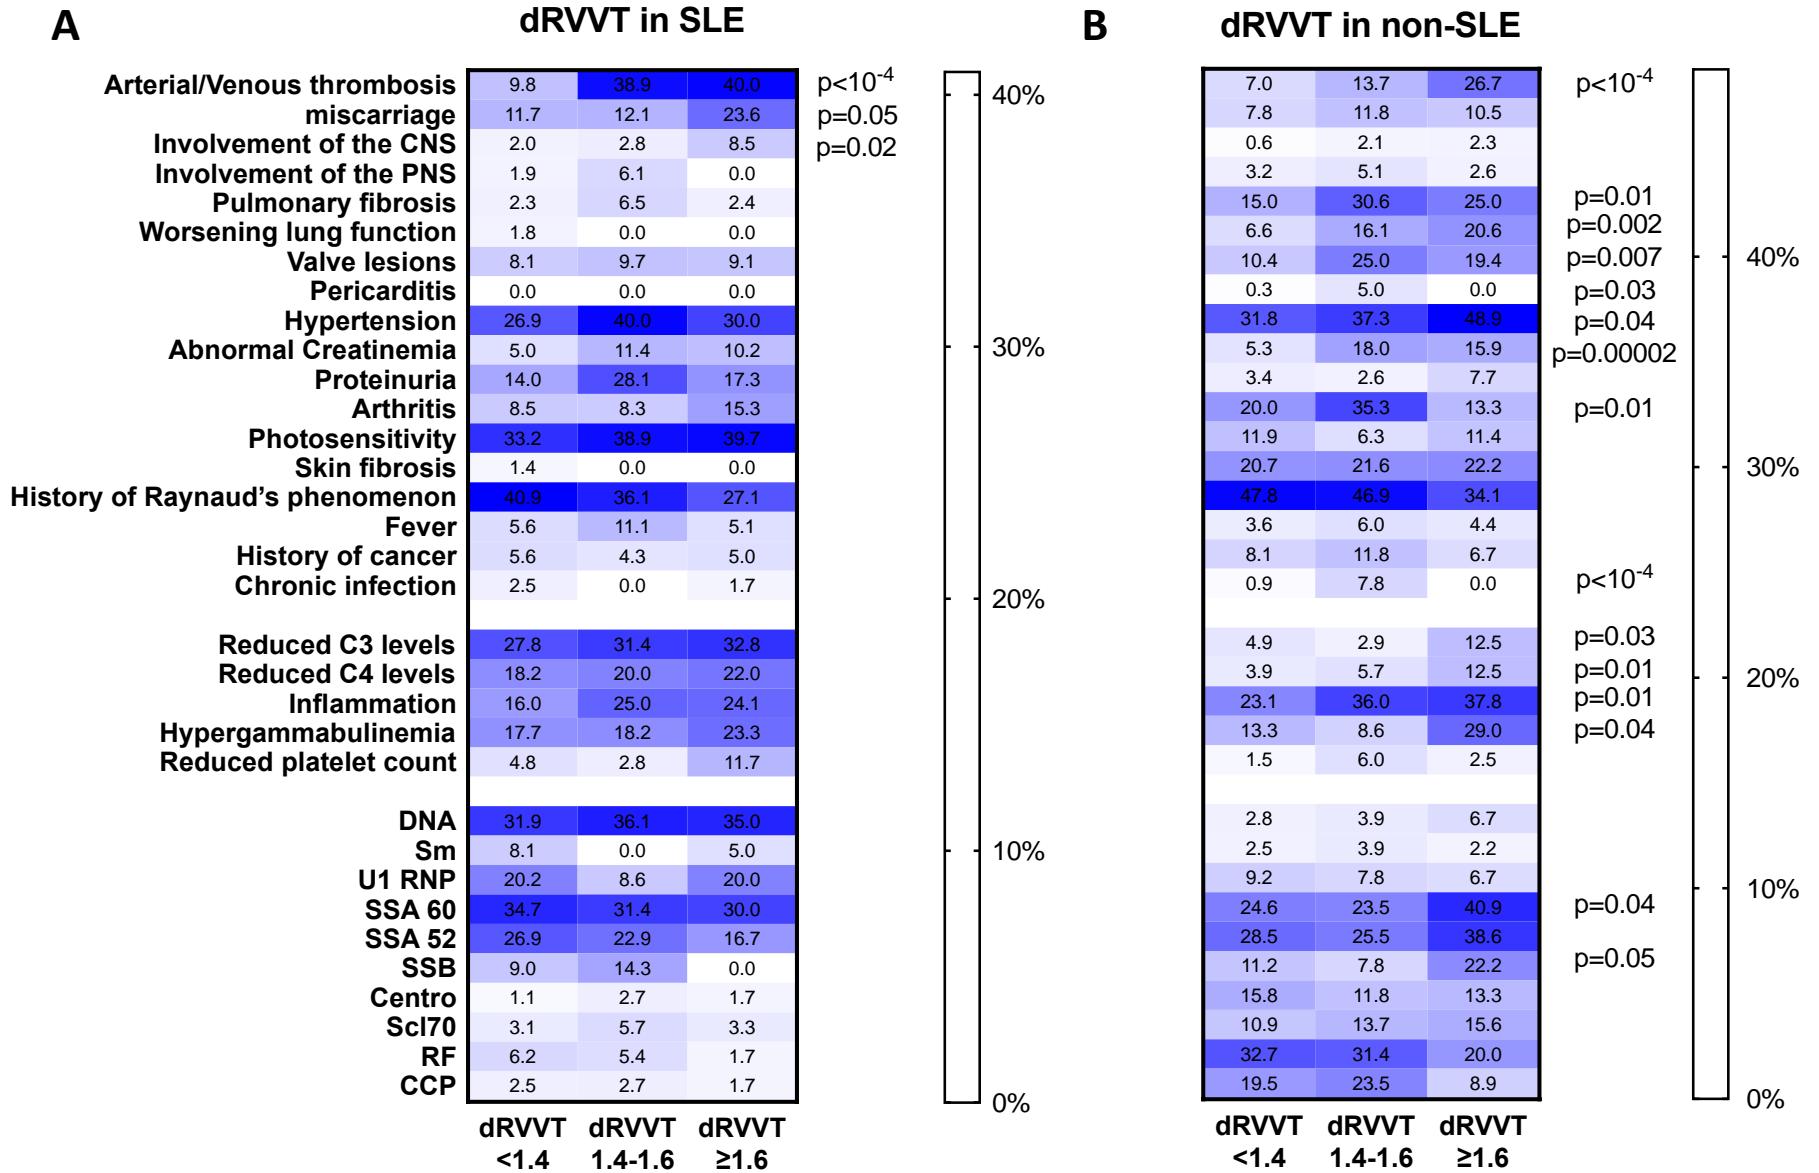 A
dRVVT in SLE
B
dRVVT in non-SLE
Arterial/Venous thrombosis 9.8 38.9 40.0 p<10-4 7.0 13.7 26.7 p<10-4
miscarriage 11.7 12.1 23.6 p=0.05 7.8 11.8 10.5
Involvement of the CNS 2.0 2.8 8.5 p=0.02 0.6 2.1 2.3
Involvement of the PNS 1.9 6.1 0.0 3.2 5.1 2.6
Pulmonary fibrosis 2.3 6.5 2.4 15.0 30.6 25.0 p=0.01
Worsening lung function 1.8 0.0 0.0 6.6 16.1 20.6 p=0.002
Valve lesions 8.1 9.7 9.1 10.4 25.0 19.4 p=0.007
Pericarditis 0.0 0.0 0.0 0.3 5.0 0.0 p=0.03
Hypertension 26.9 40.0 30.0 31.8 37.3 48.9 p=0.04
Abnormal Creatinemia 5.0 11.4 10.2 5.3 18.0 15.9 p=0.00002
Proteinuria 14.0 28.1 17.3 3.4 2.6 7.7
Arthritis 8.5 8.3 15.3 20.0 35.3 13.3 p=0.01
Photosensitivity 33.2 38.9 39.7 11.9 6.3 11.4
Skin fibrosis 1.4 0.0 0.0 20.7 21.6 22.2
History of Raynaud's phenomenon 40.9 36.1 27.1 47.8 46.9 34.1
Fever 5.6 11.1 5.1 3.6 6.0 4.4
History of cancer 5.6 4.3 5.0 8.1 11.8 6.7
Chronic infection 2.5 0.0 1.7 0.9 7.8 0.0 p<10-4
Reduced C3 levels 27.8 31.4 32.8 4.9 2.9 12.5 p=0.03
Reduced C4 levels 18.2 20.0 22.0 3.9 5.7 12.5 p=0.01
Inflammation 16.0 25.0 24.1 23.1 36.0 37.8 p=0.01
Hypergammabulinemia 17.7 18.2 23.3 13.3 8.6 29.0 p=0.04
Reduced platelet count 4.8 2.8 11.7 1.5 6.0 2.5
DNA 31.9 36.1 35.0 2.8 3.9 6.7
Sm 8.1 0.0 5.0 2.5 3.9 2.2
U1 RNP 20.2 8.6 20.0 9.2 7.8 6.7
SSA 60 34.7 31.4 30.0 24.6 23.5 40.9 p=0.04
SSA 52 26.9 22.9 16.7 28.5 25.5 38.6
SSB 9.0 14.3 0.0 11.2 7.8 22.2 p=0.05
Centro 1.1 2.7 1.7 15.8 11.8 13.3
Scl70 3.1 5.7 3.3 10.9 13.7 15.6
RF 6.2 5.4 1.7 32.7 31.4 20.0
CCP 2.5 2.7 1.7 19.5 23.5 8.9
dRVVT dRVVT dRVVT
<1.4 1.4-1.6 ≥1.6
40%
30%
20%
10%
0%
dRVVT dRVVT dRVVT
<1.4 1.4-1.6 ≥1.6
40%
30%
20%
10%
0%